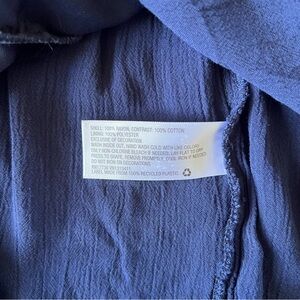 SHELL: 100% RAYON, CONTRAST: 100% COTTON
LINING: 100% POLYESTER
EXCLUSIVE OF DECORATION
WASH INSIDE OUT, HAND WASH COLD WITH LIKE COLORS
ONLY NON-CHLORINE BLEACH IF NEEDED, LAY FLAT TO DRY
PRESS TO SHAPE, REMOVE PROMPTLY, COOL IRON IF NEEDED
DO NOT IRON ON DECORATIONS
LABEL MADE FROM 100% RECYCLED PLASTIC